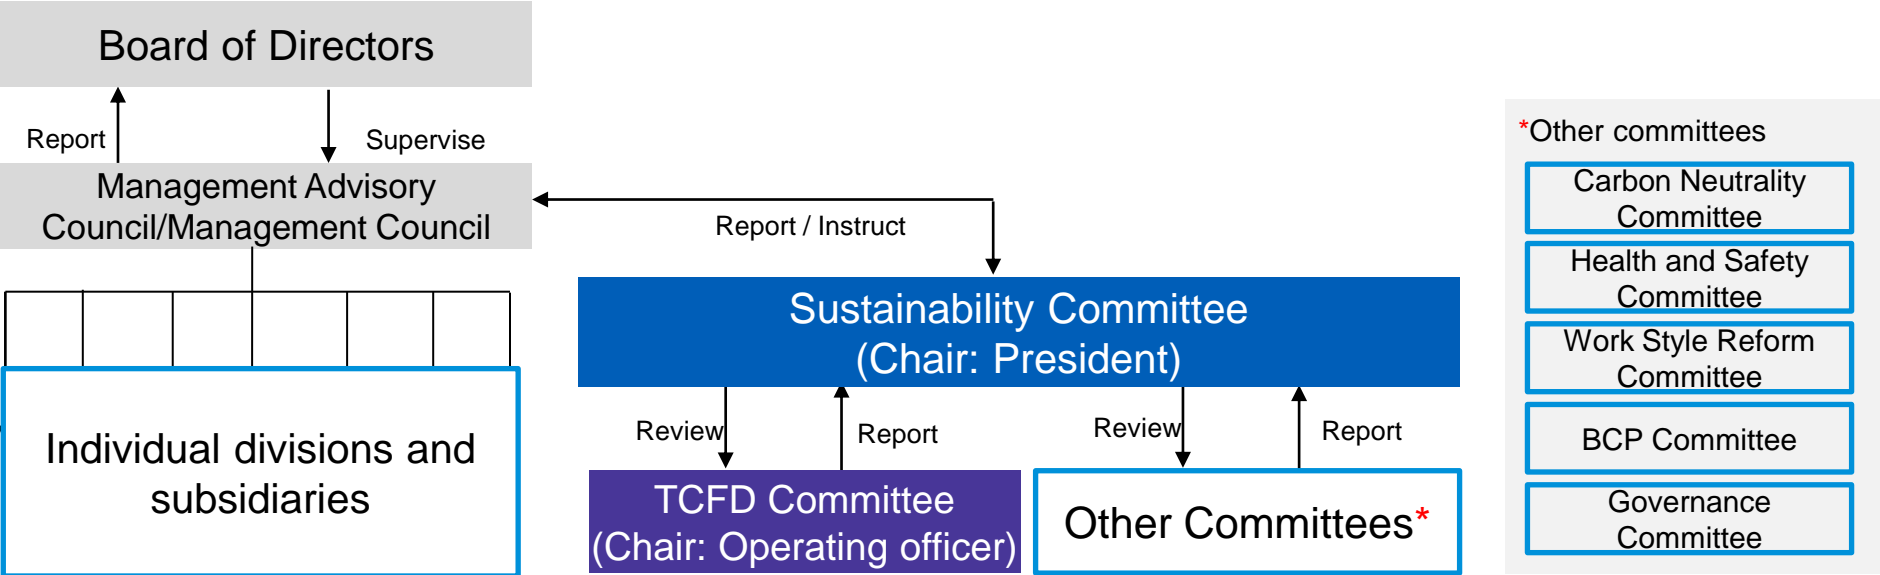 Board of Directors
Report
Supervise
Management Advisory
Council/Management Council
Report / Instruct
Sustainability Committee
(Chair: President)
Individual divisions and
subsidiaries
Review
Report
Review
Report
TCFD Committee
(Chair: Operating officer)
Other Committees*
*Other committees
Carbon Neutrality
Committee
Health and Safety
Committee
Work Style Reform
Committee
BCP Committee
Governance
Committee